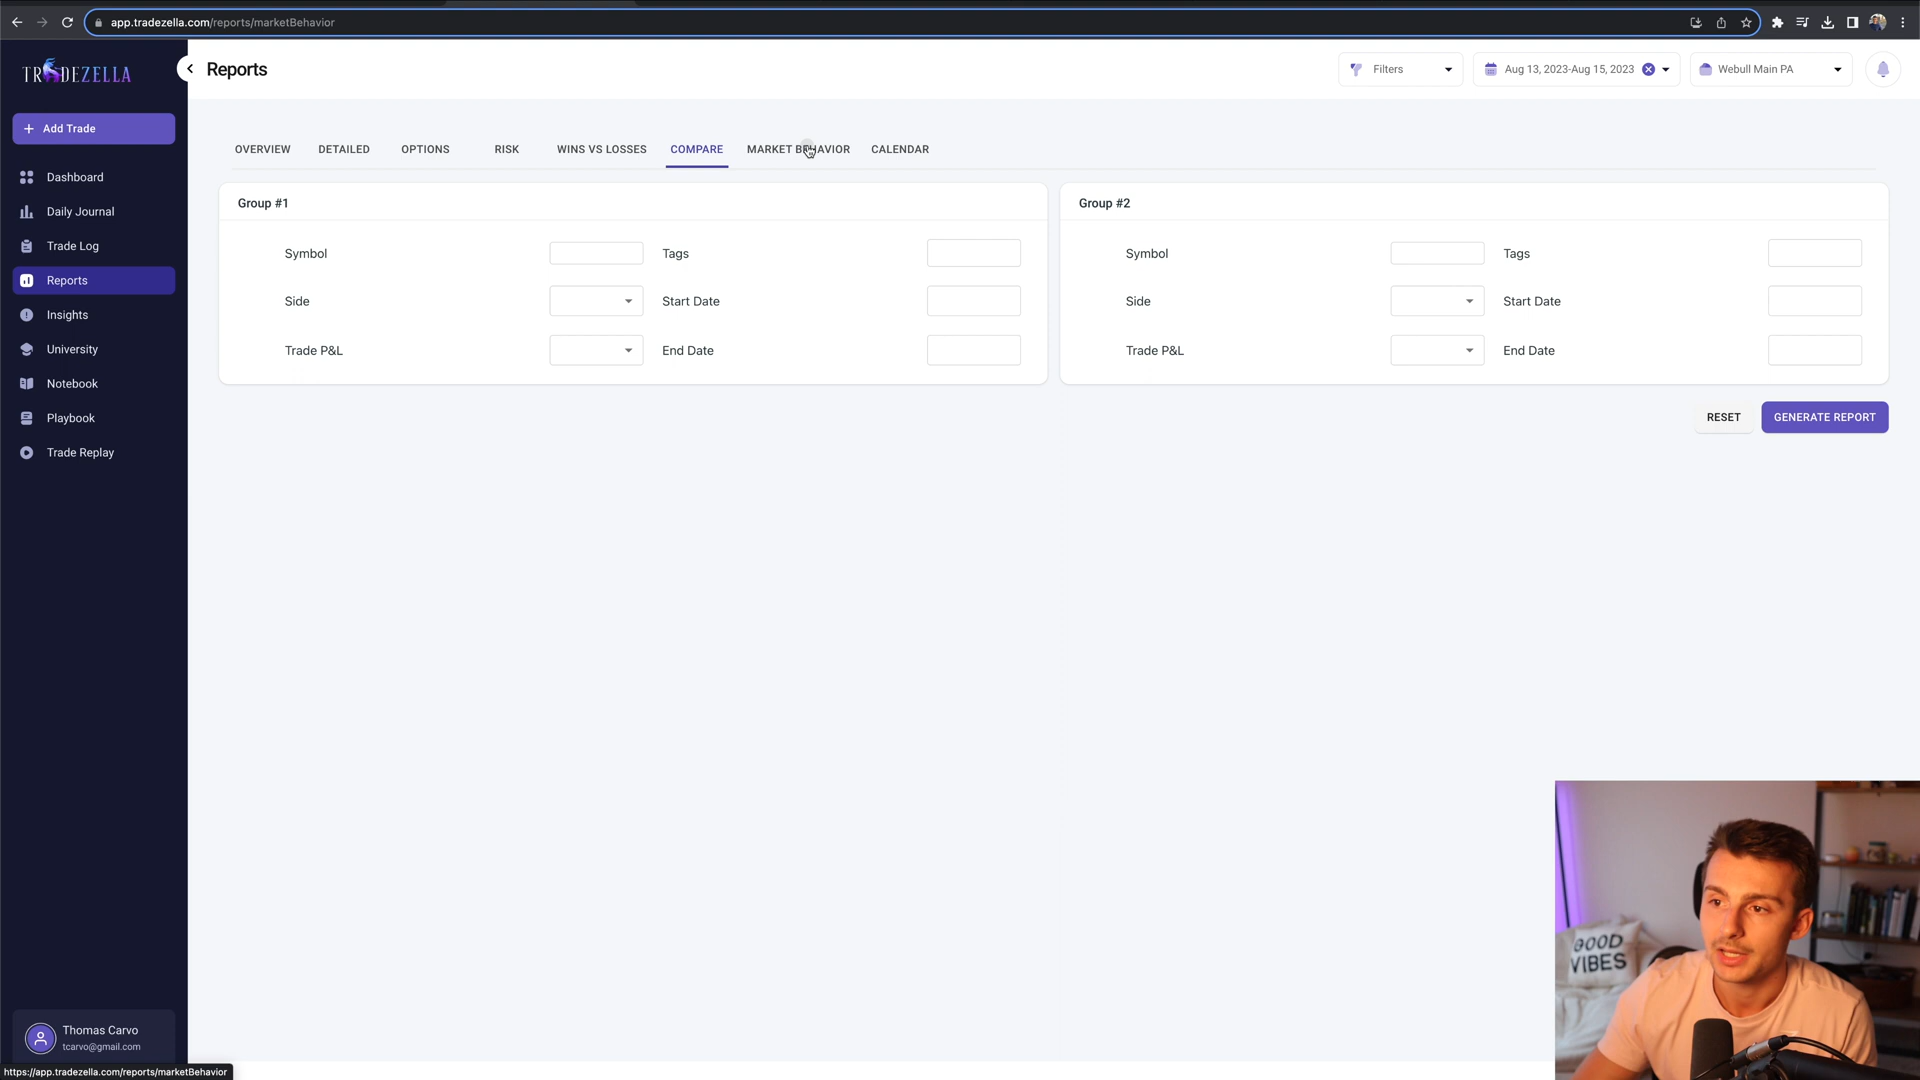 app.tradezella.com/reports/marketBehavior
TRADEZELLA
Reports
Filters
Aug 13, 2023-Aug 15, 2023
Webull Main PA
+ Add Trade
Dashboard
Daily Journal
Trade Log
Reports
Insights
University
Notebook
Playbook
Trade Replay
OVERVIEW DETAILED OPTIONS RISK WINS VS LOSSES COMPARE MARKET BEHAVIOR CALENDAR
Group #1
Symbol Tags
Side Start Date
Trade P&L End Date
Group #2
Symbol Tags
Side Start Date
Trade P&L End Date
RESET GENERATE REPORT
GOOD
VIBES
Thomas Carvo
tcarvo@gmail.com
https://app.tradezella.com/reports/marketBehavior